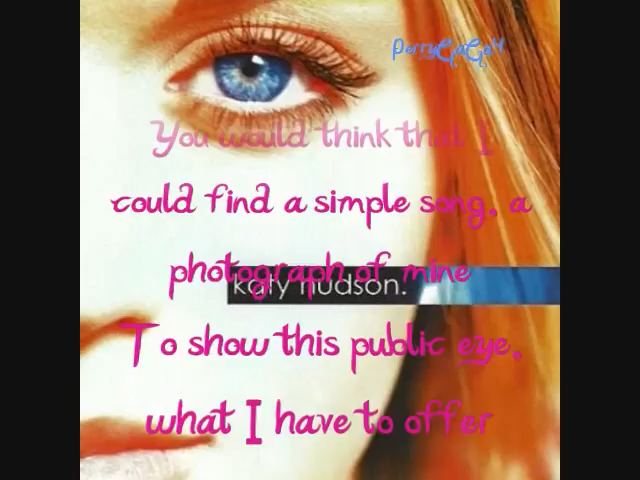 PerryGaGa4
You would think that I
could find a simple song, a
photograph of mine
katy hudson.
To show this public eye,
what I have to offer